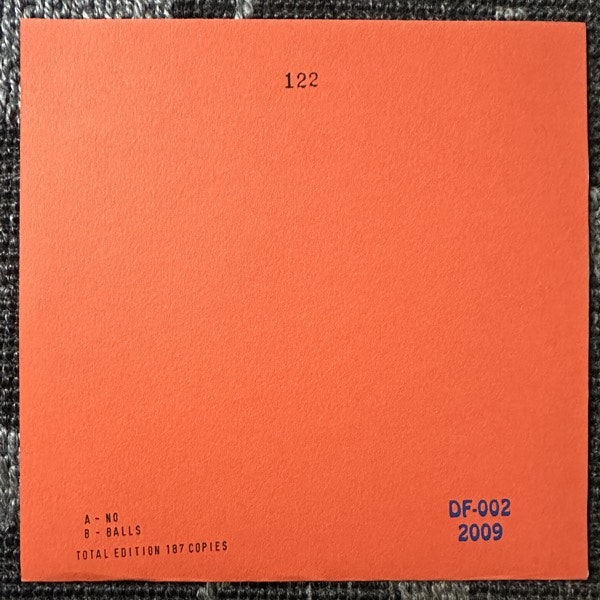 122
A - NO
B - BALLS
TOTAL EDITION 187 COPIES
DF-002
2009